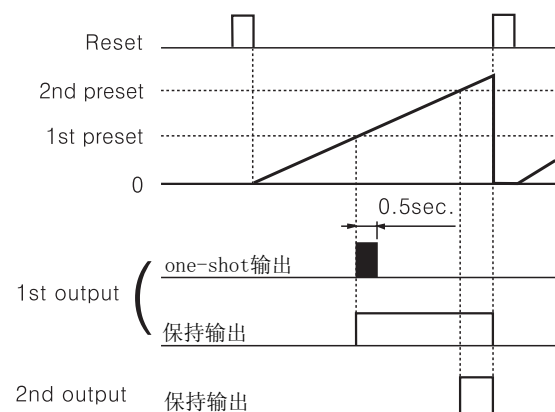 Reset
2nd preset
1st preset
0
0.5sec.
one-shot输出
1st output
保持输出
2nd output
保持输出